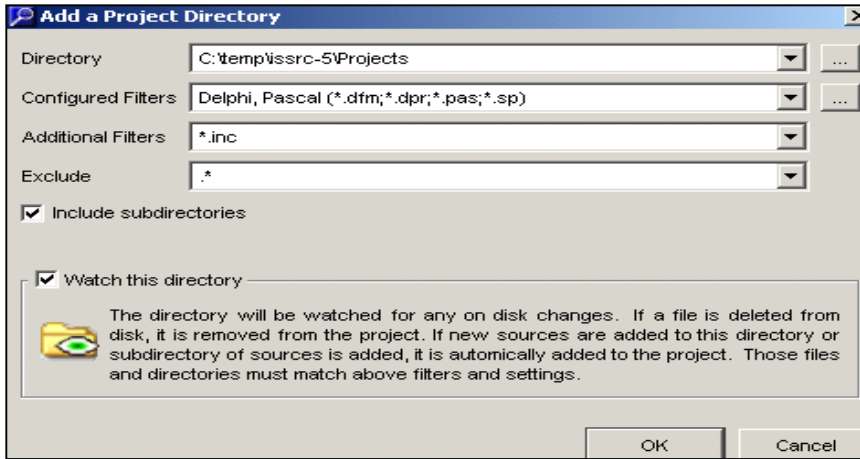 Add a Project Directory
Directory C:\temp\issrc-5\Projects ...
Configured Filters Delphi, Pascal (*.dfm;*.dpr;*.pas;*.sp) ...
Additional Filters *.inc
Exclude .*
Include subdirectories
Watch this directory
The directory will be watched for any on disk changes. If a file is deleted from
disk, it is removed from the project. If new sources are added to this directory or
subdirectory of sources is added, it is automically added to the project. Those files
and directories must match above filters and settings.
OK Cancel